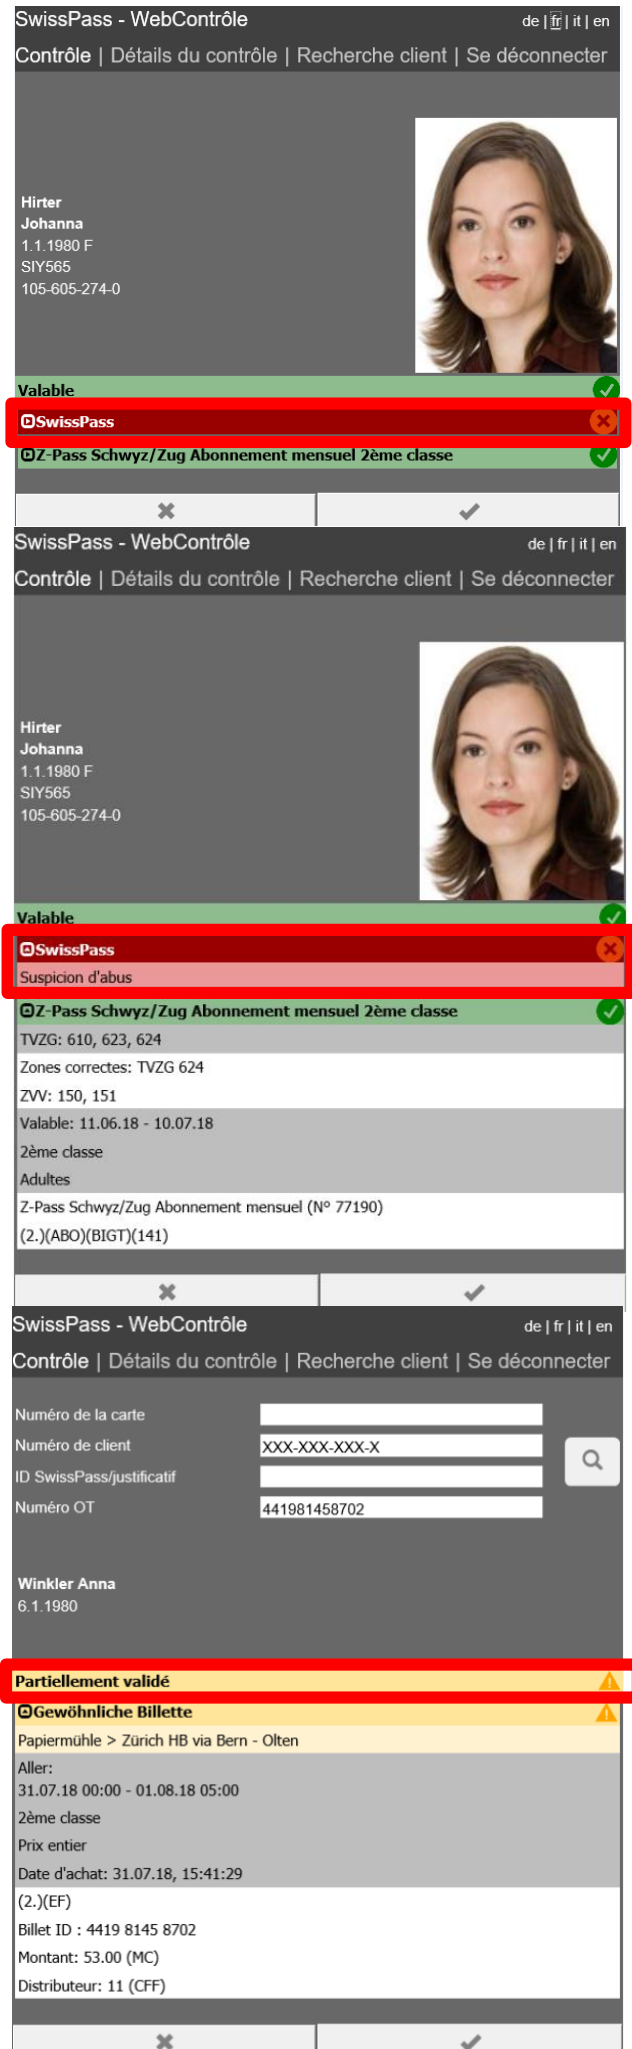 SwissPass - WebContrôle
de | fr | it | en
Contrôle | Détails du contrôle | Recherche client | Se déconnecter
Hirter
Johanna
1.1.1980 F
SIY565
105-605-274-0
Valable
SwissPass
Z-Pass Schwyz/Zug Abonnement mensuel 2ème classe
SwissPass - WebContrôle
de | fr | it | en
Contrôle | Détails du contrôle | Recherche client | Se déconnecter
Hirter
Johanna
1.1.1980 F
SIY565
105-605-274-0
Valable
SwissPass
Suspicion d'abus
Z-Pass Schwyz/Zug Abonnement mensuel 2ème classe
TVZG: 610, 623, 624
Zones correctes: TVZG 624
ZVV: 150, 151
Valable: 11.06.18 - 10.07.18
2ème classe
Adultes
Z-Pass Schwyz/Zug Abonnement mensuel (N° 77190)
(2.)(ABO)(BIGT)(141)
SwissPass - WebContrôle
de | fr | it | en
Contrôle | Détails du contrôle | Recherche client | Se déconnecter
Numéro de la carte
Numéro de client XXX-XXX-XXX-X
ID SwissPass/justificatif
Numéro OT 441981458702
Winkler Anna
6.1.1980
Partiellement validé
Gewöhnliche Billette
Papiermühle > Zürich HB via Bern - Olten
Aller:
31.07.18 00:00 - 01.08.18 05:00
2ème classe
Prix entier
Date d'achat: 31.07.18, 15:41:29
(2.)(EF)
Billet ID : 4419 8145 8702
Montant: 53.00 (MC)
Distributeur: 11 (CFF)